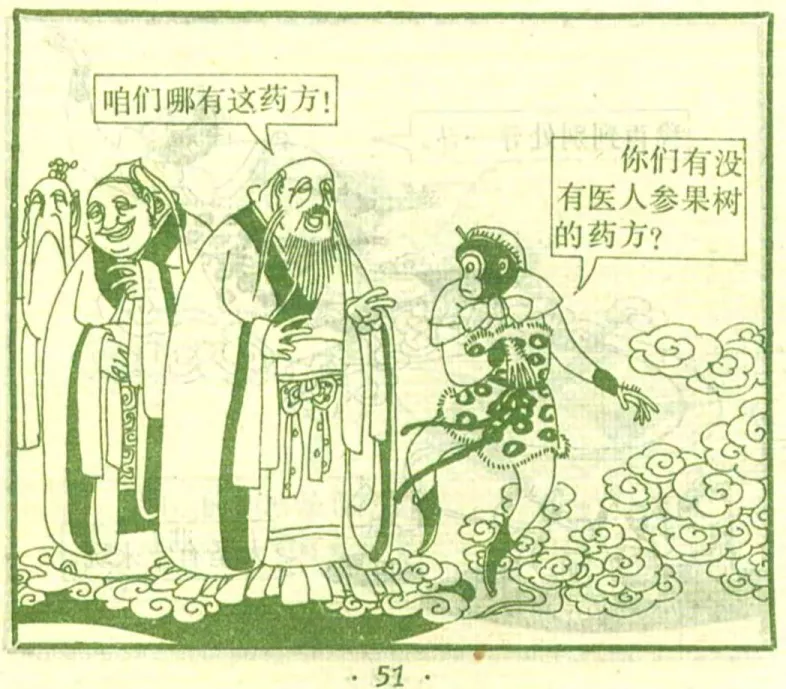 咱们哪有这药方！
你们有没
有医人参果树
的药方？
· 51 ·